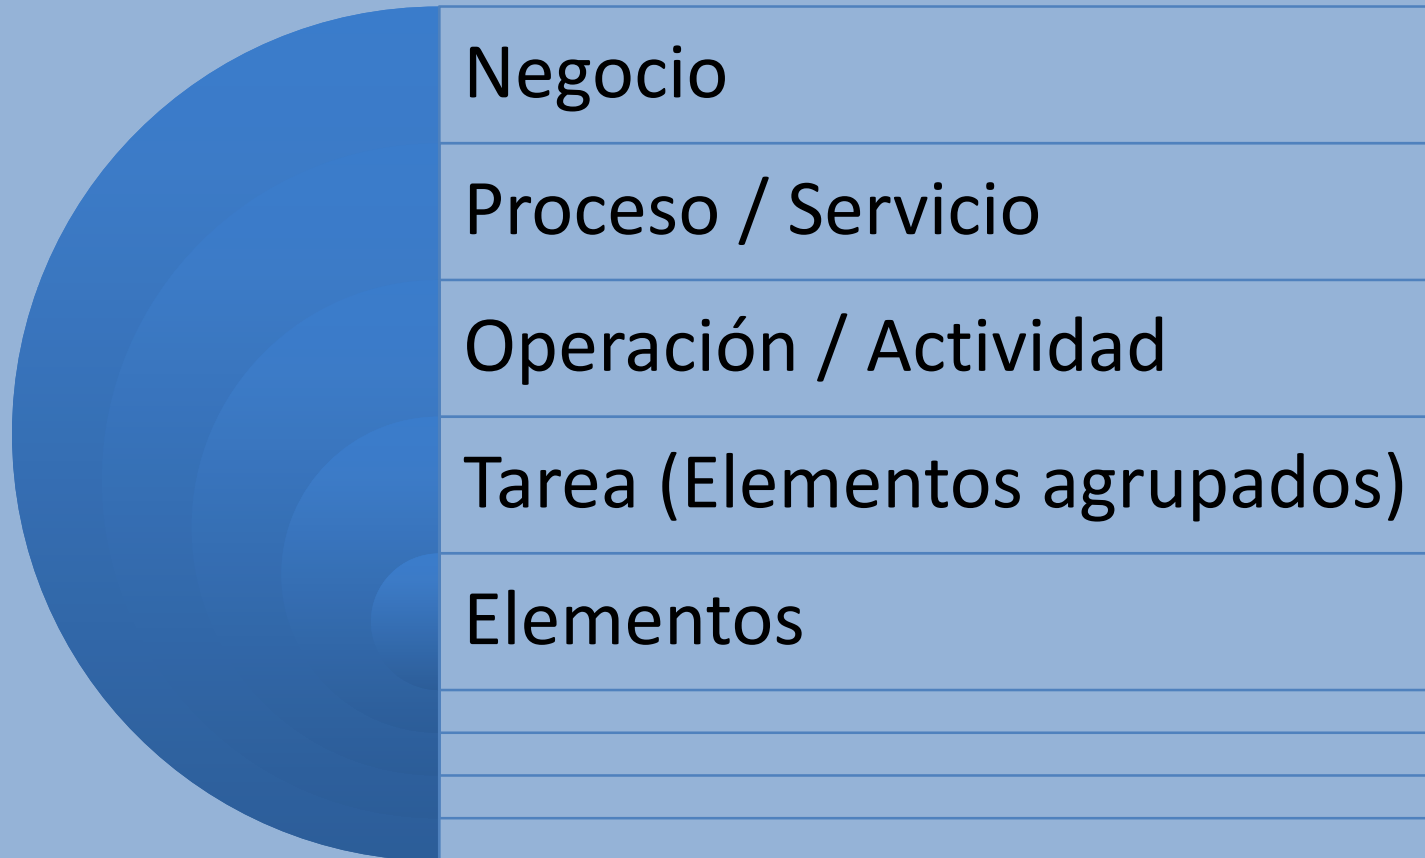 Negocio
Proceso / Servicio
Operación / Actividad
Tarea (Elementos agrupados)
Elementos